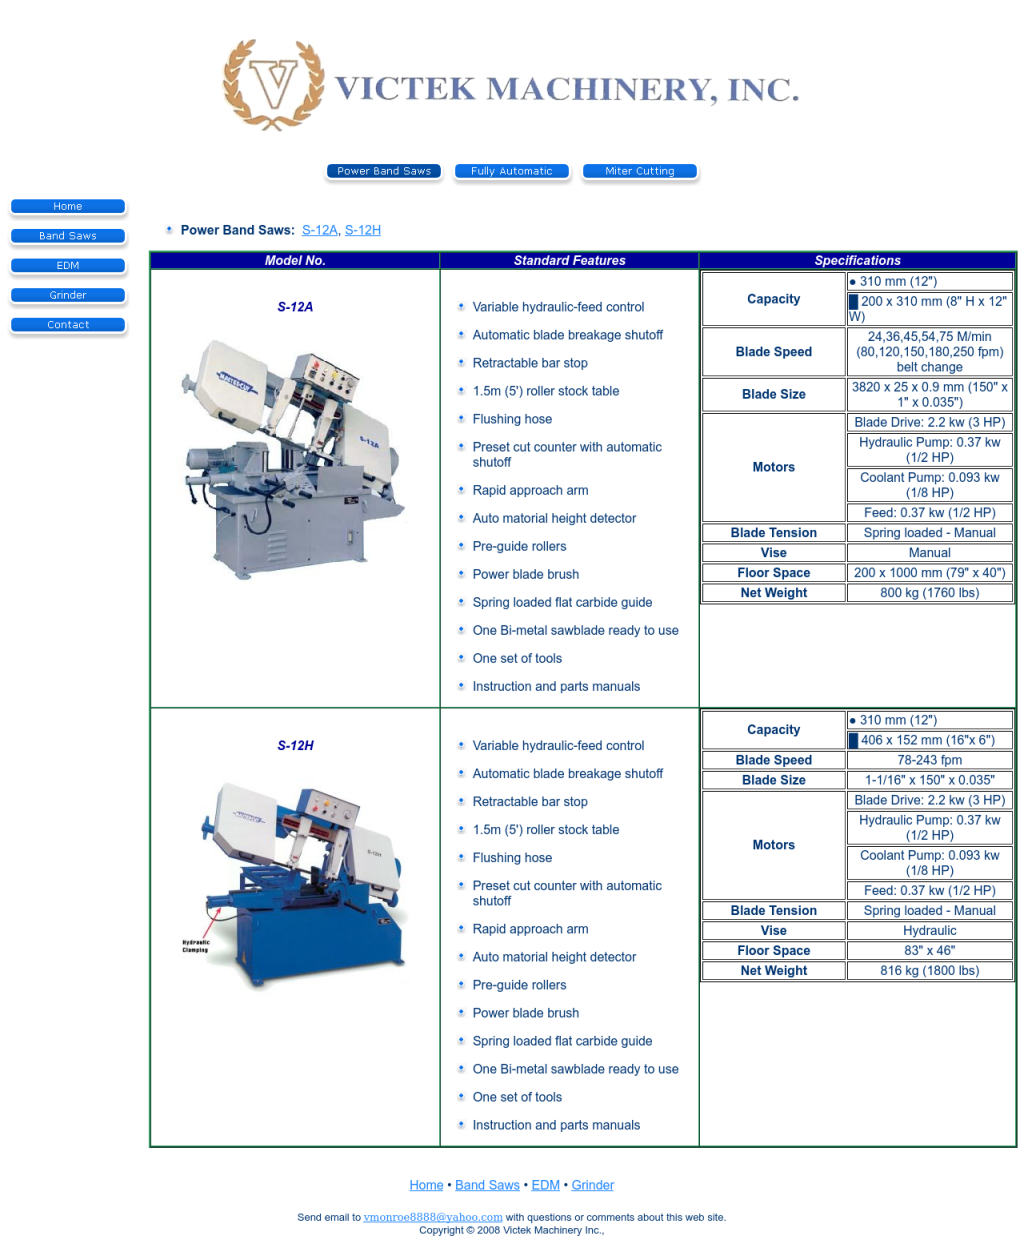 V VICTEK MACHINERY, INC.
Power Band Saws Fully Automatic Miter Cutting
Home
Band Saws
EDM
Grinder
Contact
Power Band Saws: S-12A, S-12H
Model No. Standard Features Specifications
S-12A
MASTER-CUT
S-12A
Variable hydraulic-feed control
Automatic blade breakage shutoff
Retractable bar stop
1.5m (5') roller stock table
Flushing hose
Preset cut counter with automatic
shutoff
Rapid approach arm
Auto matorial height detector
Pre-guide rollers
Power blade brush
Spring loaded flat carbide guide
One Bi-metal sawblade ready to use
One set of tools
Instruction and parts manuals
Capacity
● 310 mm (12")
█ 200 x 310 mm (8" H x 12"
W)
Blade Speed
24,36,45,54,75 M/min
(80,120,150,180,250 fpm)
belt change
Blade Size
3820 x 25 x 0.9 mm (150" x
1" x 0.035")
Motors
Blade Drive: 2.2 kw (3 HP)
Hydraulic Pump: 0.37 kw
(1/2 HP)
Coolant Pump: 0.093 kw
(1/8 HP)
Feed: 0.37 kw (1/2 HP)
Blade Tension Spring loaded - Manual
Vise Manual
Floor Space 200 x 1000 mm (79" x 40")
Net Weight 800 kg (1760 lbs)
S-12H
S-12H
Hydraulic
Clamping
Variable hydraulic-feed control
Automatic blade breakage shutoff
Retractable bar stop
1.5m (5') roller stock table
Flushing hose
Preset cut counter with automatic
shutoff
Rapid approach arm
Auto matorial height detector
Pre-guide rollers
Power blade brush
Spring loaded flat carbide guide
One Bi-metal sawblade ready to use
One set of tools
Instruction and parts manuals
Capacity
● 310 mm (12")
█ 406 x 152 mm (16"x 6")
Blade Speed 78-243 fpm
Blade Size 1-1/16" x 150" x 0.035"
Motors
Blade Drive: 2.2 kw (3 HP)
Hydraulic Pump: 0.37 kw
(1/2 HP)
Coolant Pump: 0.093 kw
(1/8 HP)
Feed: 0.37 kw (1/2 HP)
Blade Tension Spring loaded - Manual
Vise Hydraulic
Floor Space 83" x 46"
Net Weight 816 kg (1800 lbs)
Home • Band Saws • EDM • Grinder
Send email to vmonroe8888@yahoo.com with questions or comments about this web site.
Copyright © 2008 Victek Machinery Inc.,